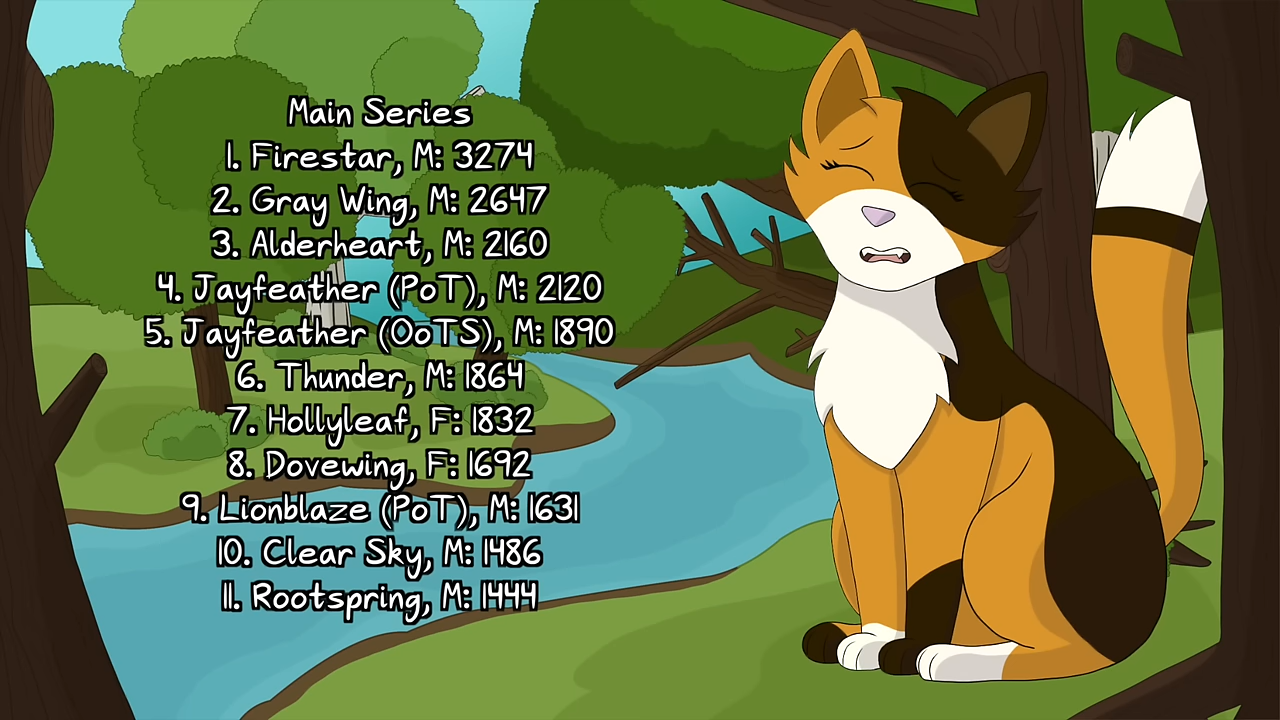 Main Series
1. Firestar, M: 3274
2. Gray Wing, M: 2647
3. Alderheart, M: 2160
4. Jayfeather (PoT), M: 2120
5. Jayfeather (OoTS), M: 1890
6. Thunder, M: 1864
7. Hollyleaf, F: 1832
8. Dovewing, F: 1692
9. Lionblaze (PoT), M: 1631
10. Clear Sky, M: 1486
11. Rootspring, M: 1444